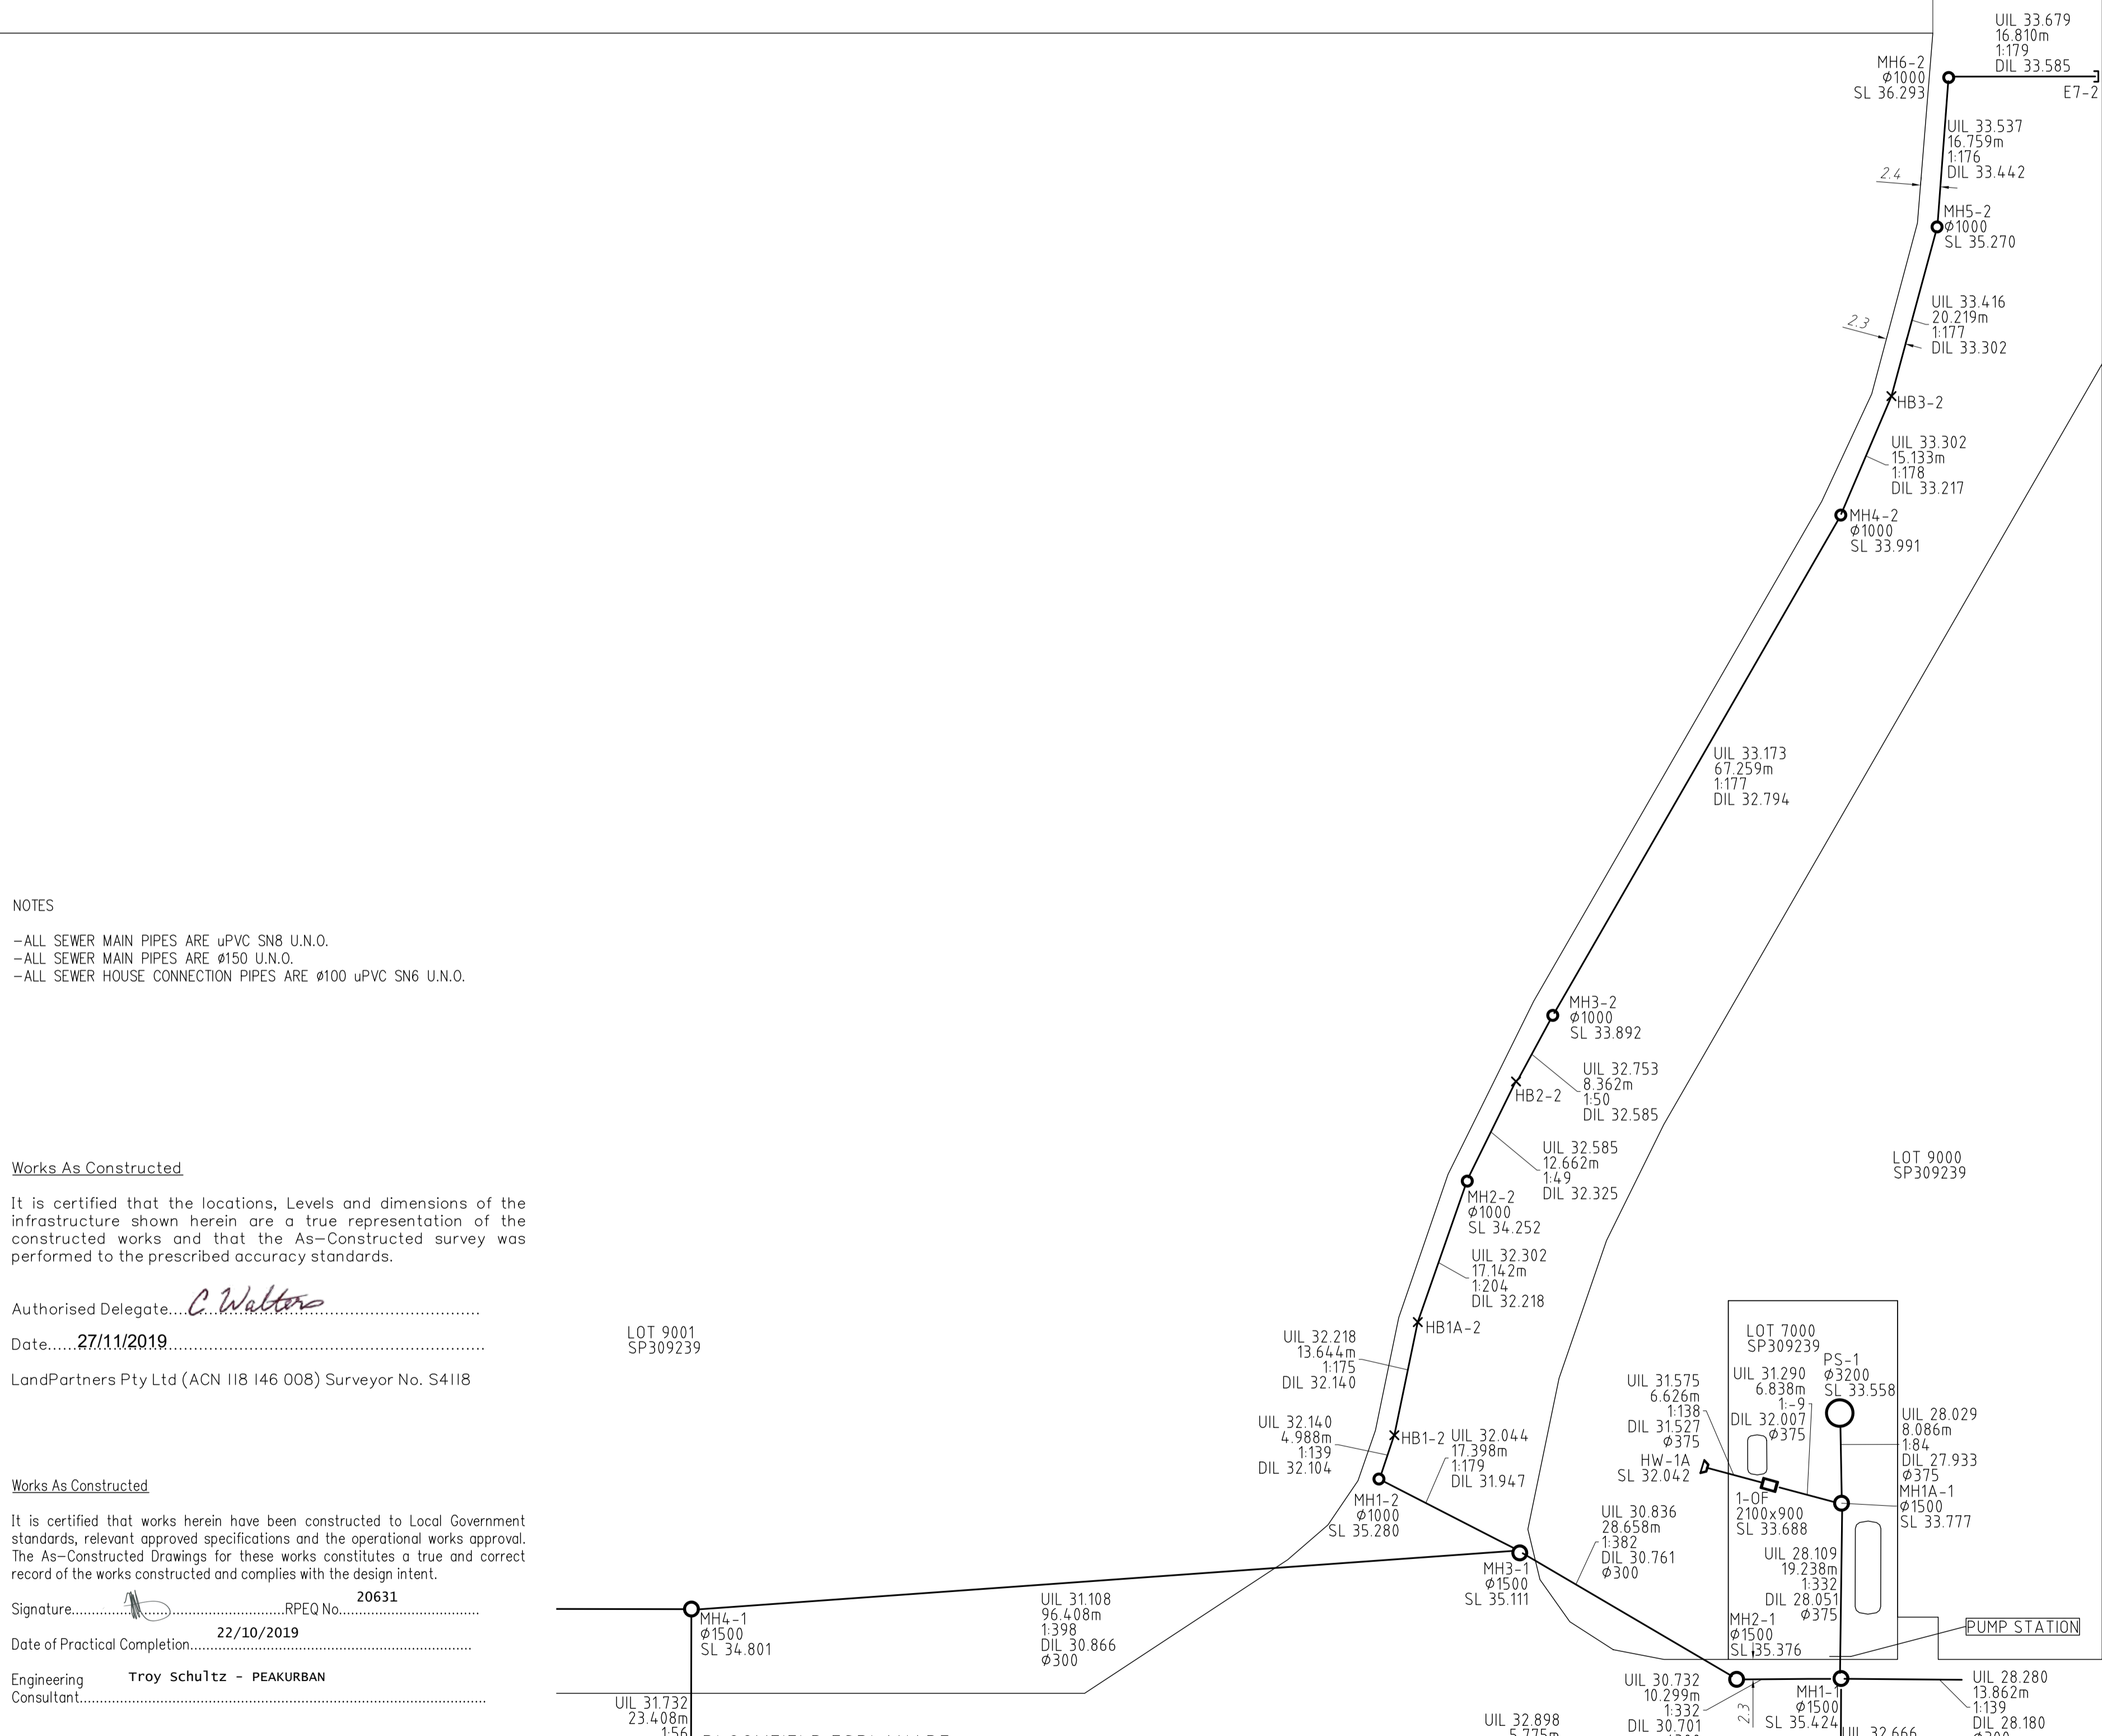 UIL 33.679
16.810m
1:179
DIL 33.585
E7-2
MH6-2
ø1000
SL 36.293
UIL 33.537
16.759m
1:176
DIL 33.442
2.4
MH5-2
ø1000
SL 35.270
UIL 33.416
20.219m
1:177
DIL 33.302
2.3
HB3-2
UIL 33.302
15.133m
1:178
DIL 33.217
MH4-2
ø1000
SL 33.991
UIL 33.173
67.259m
1:177
DIL 32.794
NOTES
-ALL SEWER MAIN PIPES ARE uPVC SN8 U.N.O.
-ALL SEWER MAIN PIPES ARE ø150 U.N.O.
-ALL SEWER HOUSE CONNECTION PIPES ARE ø100 uPVC SN6 U.N.O.
MH3-2
ø1000
SL 33.892
UIL 32.753
8.362m
1:50
DIL 32.585
HB2-2
UIL 32.585
12.662m
1:49
DIL 32.325
MH2-2
ø1000
SL 34.252
UIL 32.302
17.142m
1:204
DIL 32.218
HB1A-2
UIL 32.218
13.644m
1:175
DIL 32.140
UIL 32.140
4.988m
1:139
DIL 32.104
HB1-2
UIL 32.044
17.398m
1:179
DIL 31.947
MH1-2
ø1000
SL 35.280
LOT 9000
SP309239
LOT 9001
SP309239
LOT 7000
SP309239
PS-1
ø3200
SL 33.558
UIL 31.575
6.626m
1:138
DIL 31.527
ø375
UIL 31.290
6.838m
1:-9
DIL 32.007
ø375
HW-1A
SL 32.042
UIL 28.029
8.086m
1:84
DIL 27.933
ø375
MH1A-1
ø1500
SL 33.777
1-OF
2100x900
SL 33.688
UIL 30.836
28.658m
1:382
DIL 30.761
ø300
MH3-1
ø1500
SL 35.111
UIL 28.109
19.238m
1:332
DIL 28.051
ø375
MH2-1
ø1500
SL 35.376
PUMP STATION
MH4-1
ø1500
SL 34.801
UIL 31.108
96.408m
1:398
DIL 30.866
ø300
UIL 30.732
10.299m
1:332
DIL 30.701
2.3
MH1-1
ø1500
SL 35.424
UIL 28.280
13.862m
1:139
DIL 28.180
UIL 31.732
23.408m
1:56
UIL 32.898
5.775m
UIL 32.666
Works As Constructed
It is certified that the locations, Levels and dimensions of the
infrastructure shown herein are a true representation of the
constructed works and that the As-Constructed survey was
performed to the prescribed accuracy standards.
Authorised Delegate....C Walters
Date.....27/11/2019
LandPartners Pty Ltd (ACN 118 146 008) Surveyor No. S4118
Works As Constructed
It is certified that works herein have been constructed to Local Government
standards, relevant approved specifications and the operational works approval.
The As-Constructed Drawings for these works constitutes a true and correct
record of the works constructed and complies with the design intent.
Signature..........RPEQ No. 20631
Date of Practical Completion 22/10/2019
Engineering Troy Schultz - PEAKURBAN
Consultant